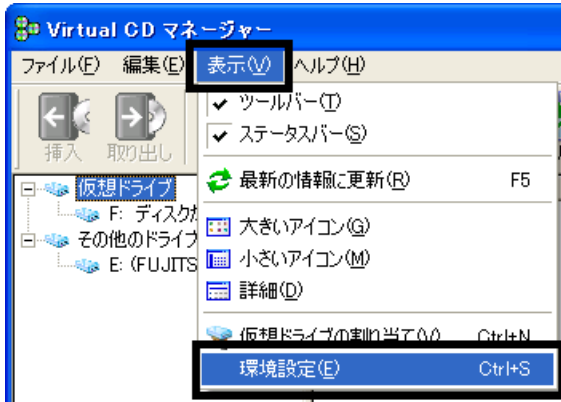 Virtual CD マネージャー
ファイル(F) 編集(E) 表示(V) ヘルプ(H)
挿入 取り出し
ツールバー(T)
ステータスバー(S)
最新の情報に更新(R) F5
大きいアイコン(G)
小さいアイコン(M)
詳細(D)
仮想ドライブの割り当て(V) Ctrl+N
環境設定(E) Ctrl+S
仮想ドライブ
F: ディスクが
その他のドライブ
E: (FUJITS